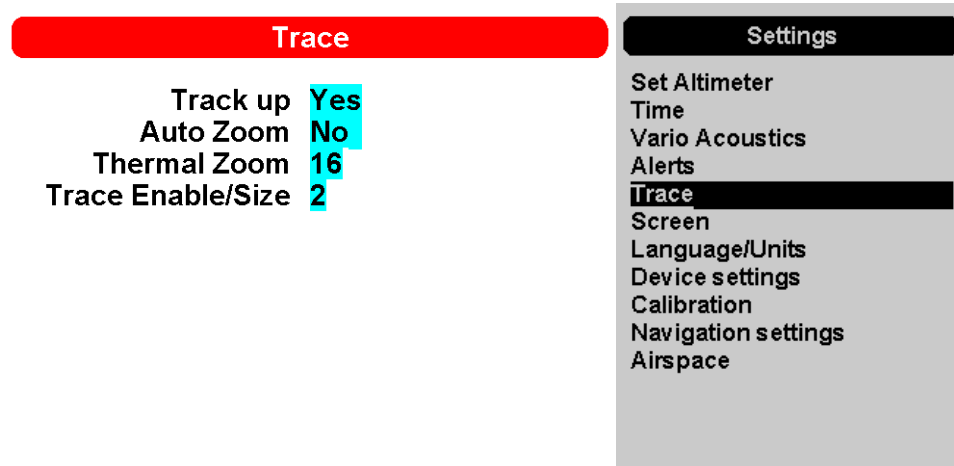 Trace
Track up Yes
Auto Zoom No
Thermal Zoom 16
Trace Enable/Size 2
Settings
Set Altimeter
Time
Vario Acoustics
Alerts
Trace
Screen
Language/Units
Device settings
Calibration
Navigation settings
Airspace